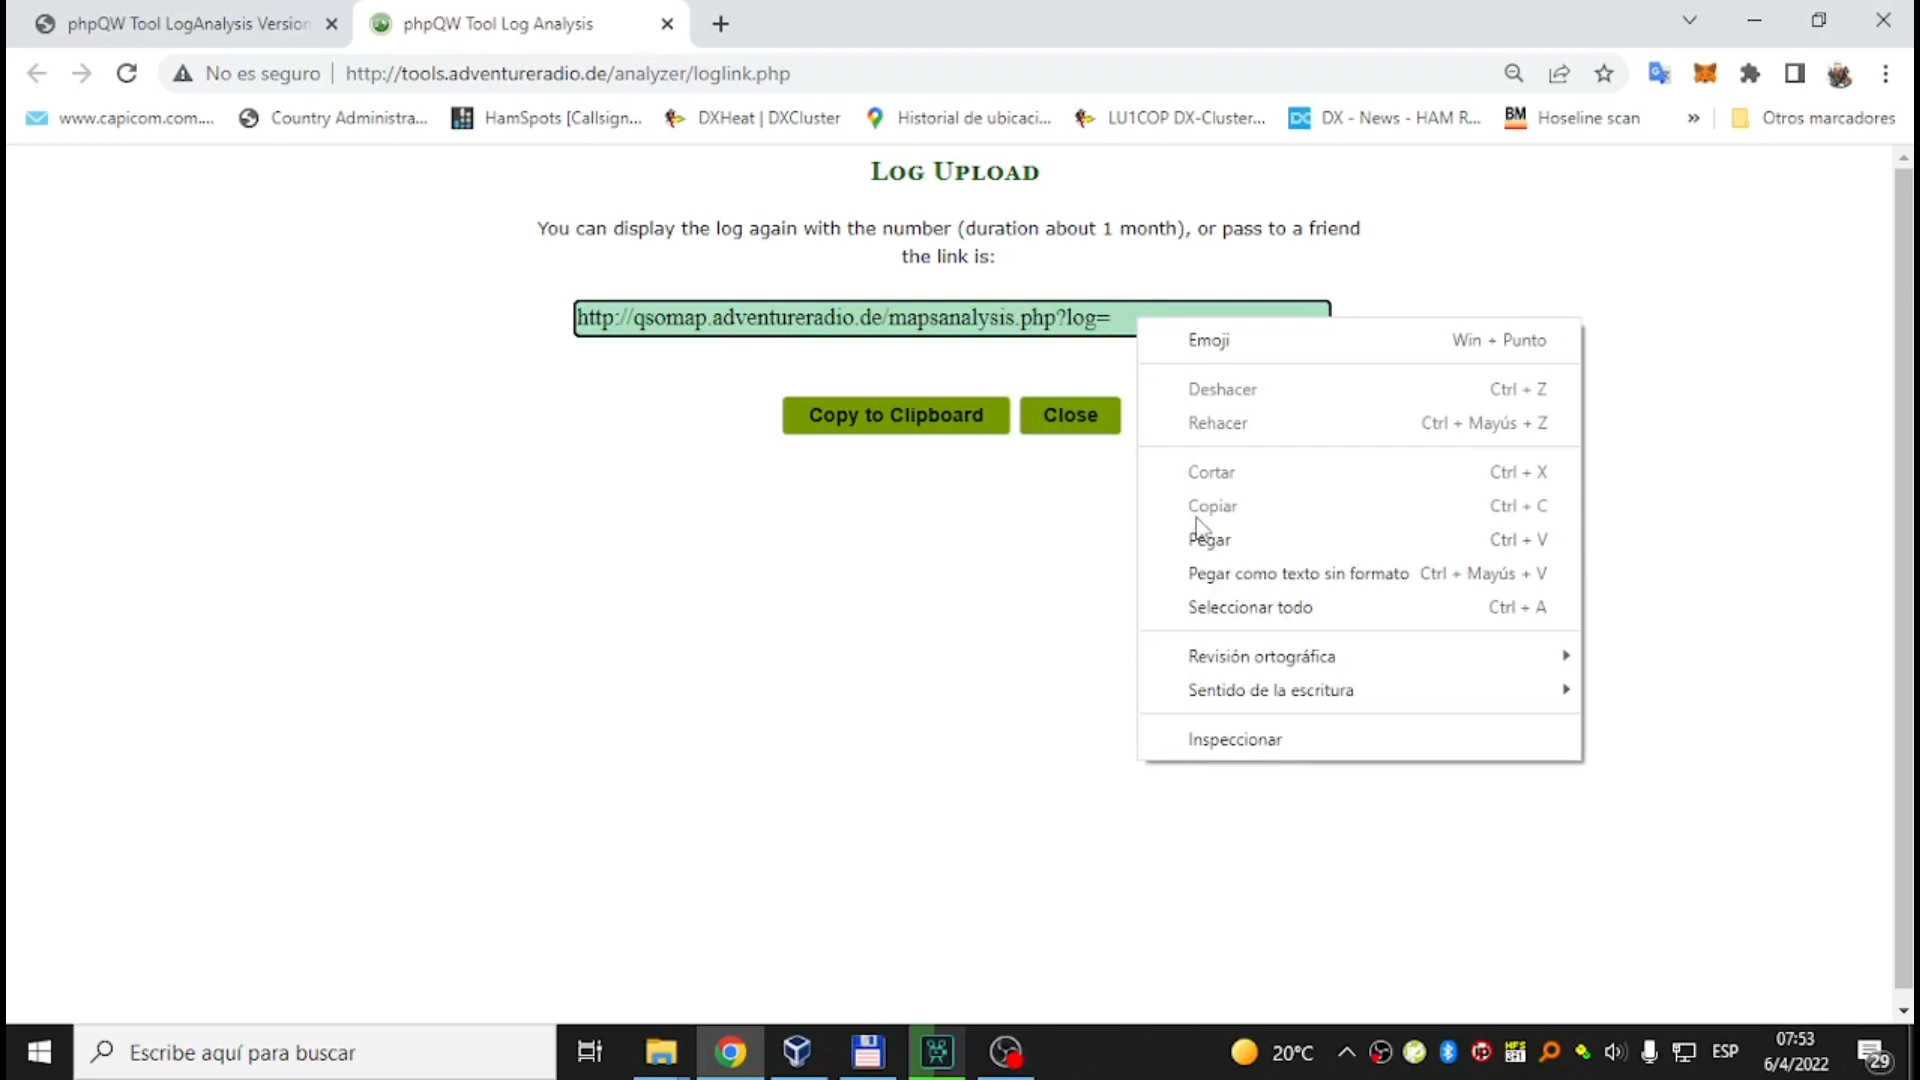 phpQW Tool LogAnalysis Version
phpQW Tool Log Analysis
No es seguro
http://tools.adventureradio.de/analyzer/loglink.php
www.capicom.com....
Country Administra...
HamSpots [Callsign...
DXHeat | DXCluster
Historial de ubicaci...
LU1COP DX-Cluster...
DX - News - HAM R...
BM
Hoseline scan
»
Otros marcadores
LOG UPLOAD
You can display the log again with the number (duration about 1 month), or pass to a friend
the link is:
http://qsomap.adventureradio.de/mapsanalysis.php?log=
Copy to Clipboard
Close
Emoji Win + Punto
Deshacer Ctrl + Z
Rehacer Ctrl + Mayús + Z
Cortar Ctrl + X
Copiar Ctrl + C
Pegar Ctrl + V
Pegar como texto sin formato Ctrl + Mayús + V
Seleccionar todo Ctrl + A
Revisión ortográfica
Sentido de la escritura
Inspeccionar
Escribe aquí para buscar
20°C
ESP
07:53
6/4/2022
29